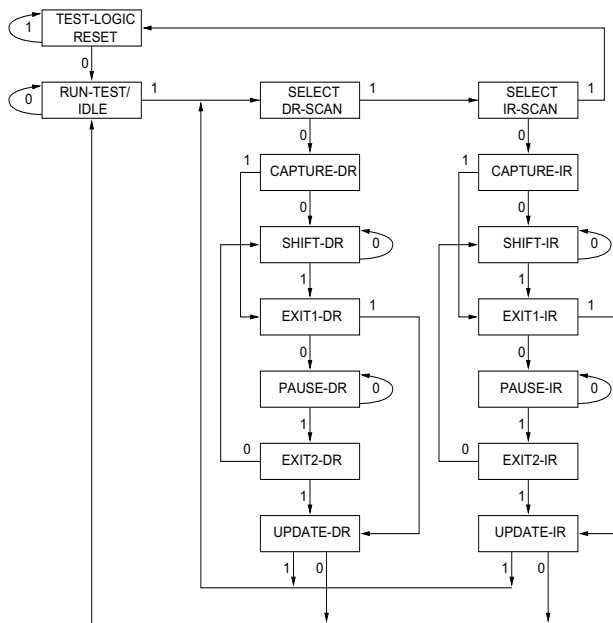 1
TEST-LOGIC
RESET
0
0
RUN-TEST/
IDLE
1
SELECT
DR-SCAN
1
SELECT
IR-SCAN
1
0
0
1
CAPTURE-DR
1
CAPTURE-IR
0
0
SHIFT-DR
0
SHIFT-IR
0
1
1
EXIT1-DR
1
EXIT1-IR
1
0
0
PAUSE-DR
0
PAUSE-IR
0
1
1
0
EXIT2-DR
0
EXIT2-IR
1
1
UPDATE-DR
UPDATE-IR
1
0
1
0